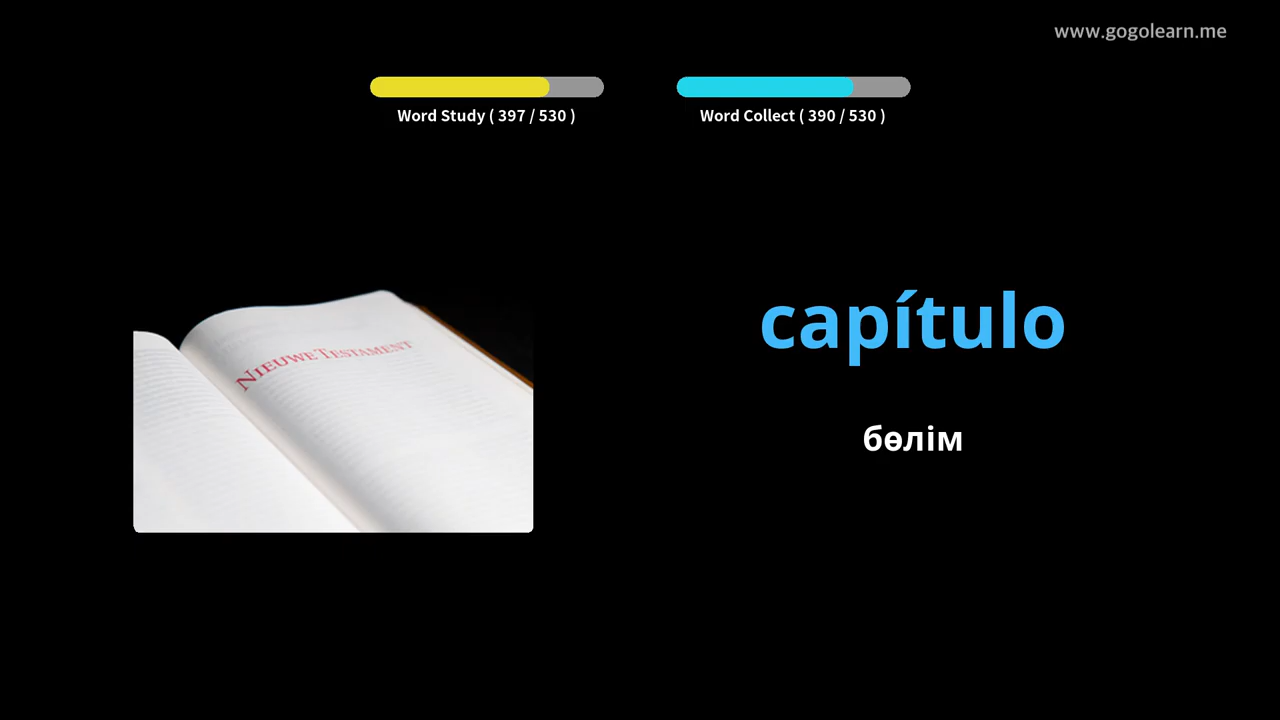 www.gogolearn.me
Word Study ( 397 / 530 )
Word Collect ( 390 / 530 )
NIEUWE TESTAMENT
capítulo
бөлім